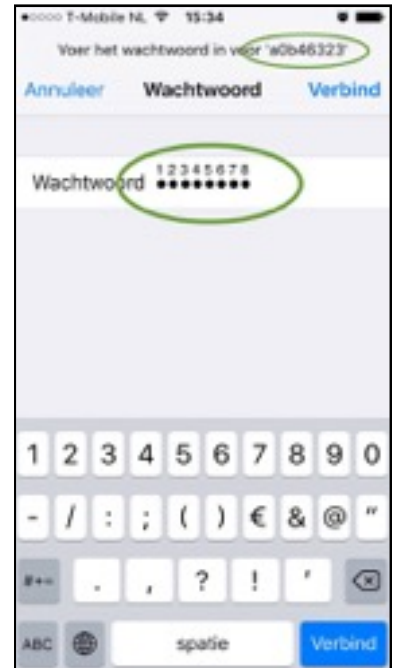 T-Mobile NL 15:34
Voer het wachtwoord in voor 'a0b46323'
Annuleer Wachtwoord Verbind
12345678
Wachtwoord ••••••••
1 2 3 4 5 6 7 8 9 0
- / : ; ( ) € & @ "
#+= . , ? ! '
ABC spatie Verbind